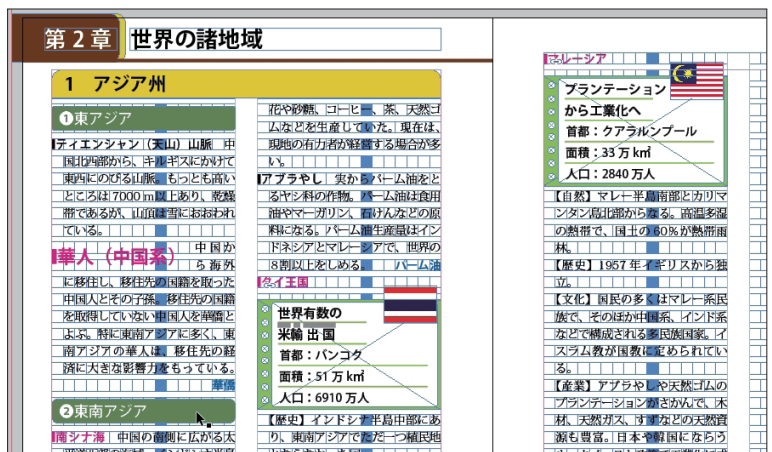 第2章 世界の諸地域
1 アジア州
❶東アジア
ティエンシャン（天山）山脈 中
国北西部から、キルギスにかけて
東西にのびる山脈。もっとも高い
ところは7000m以上あり、乾燥
帯であるが、山頂は雪におおわれ
ている。
華人（中国系） 中国か
ら海外
に移住し、移住先の国籍を取った
中国人とその子孫。移住先の国籍
を取得していない中国人を華僑と
よぶ。特に東南アジアに多く、東
南アジアの華人は、移住先の経
済に大きな影響力をもっている。
華僑
❷東南アジア
南シナ海 中国の南側に広がる太
花や砂糖、コーヒー、茶、天然ゴ
ムなどを生産していた。現在は、
現地の有力者が経営する場合が多
い。
アブラやし 実からパーム油をと
るヤシ科の作物。パーム油は食用
油やマーガリン、石けんなどの原
料になる。パーム油生産量はイン
ドネシアとマレーシアで、世界の
8割以上をしめる。 パーム油
タイ王国
世界有数の
米輸出国
首都：バンコク
面積：51万㎢
人口：6910万人
【歴史】インドシナ半島中部にあ
り、東南アジアでただ一つ植民地
マレーシア
プランテーション
から工業化へ
首都：クアラルンプール
面積：33万㎢
人口：2840万人
【自然】マレー半島南部とカリマ
ンタン島北部からなる。高温多湿
の熱帯で、国土の60％が熱帯雨
林。
【歴史】1957年イギリスから独
立。
【文化】国民の多くはマレー系民
族で、そのほか中国系、インド系
などで構成される多民族国家。イ
スラム教が国教に定められてい
る。
【産業】アブラやしや天然ゴムの
プランテーションがさかんで、木
材、天然ガス、すずなどの天然資
源も豊富。日本や韓国にならう